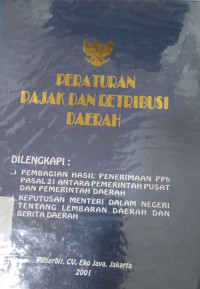 PERATURAN
PAJAK DAN RETRIBUSI
DAERAH
DILENGKAPI :
PEMBAGIAN HASIL PENERIMAAN PPh
PASAL 21 ANTARA PEMERINTAH PUSAT
DAN PEMERINTAH DAERAH
KEPUTUSAN MENTERI DALAM NEGERI
TENTANG LEMBARAN DAERAH DAN
BERITA DAERAH
Penerbit, CV. Eko Jaya, Jakarta
2001